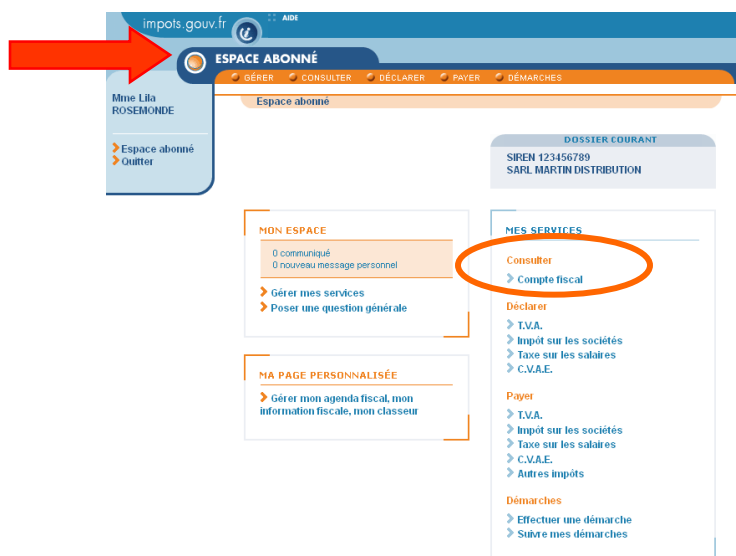 impots.gouv.fr
AIDE
ESPACE ABONNÉ
GÉRER CONSULTER DÉCLARER PAYER DÉMARCHES
Mme Lila
ROSEMONDE
Espace abonné
Quitter
Espace abonné
DOSSIER COURANT
SIREN 123456789
SARL MARTIN DISTRIBUTION
MON ESPACE
0 communiqué
0 nouveau message personnel
Gérer mes services
Poser une question générale
MA PAGE PERSONNALISÉE
Gérer mon agenda fiscal, mon
information fiscale, mon classeur
MES SERVICES
Consulter
Compte fiscal
Déclarer
T.V.A.
Impôt sur les sociétés
Taxe sur les salaires
C.V.A.E.
Payer
T.V.A.
Impôt sur les sociétés
Taxe sur les salaires
C.V.A.E.
Autres impôts
Démarches
Effectuer une démarche
Suivre mes démarches